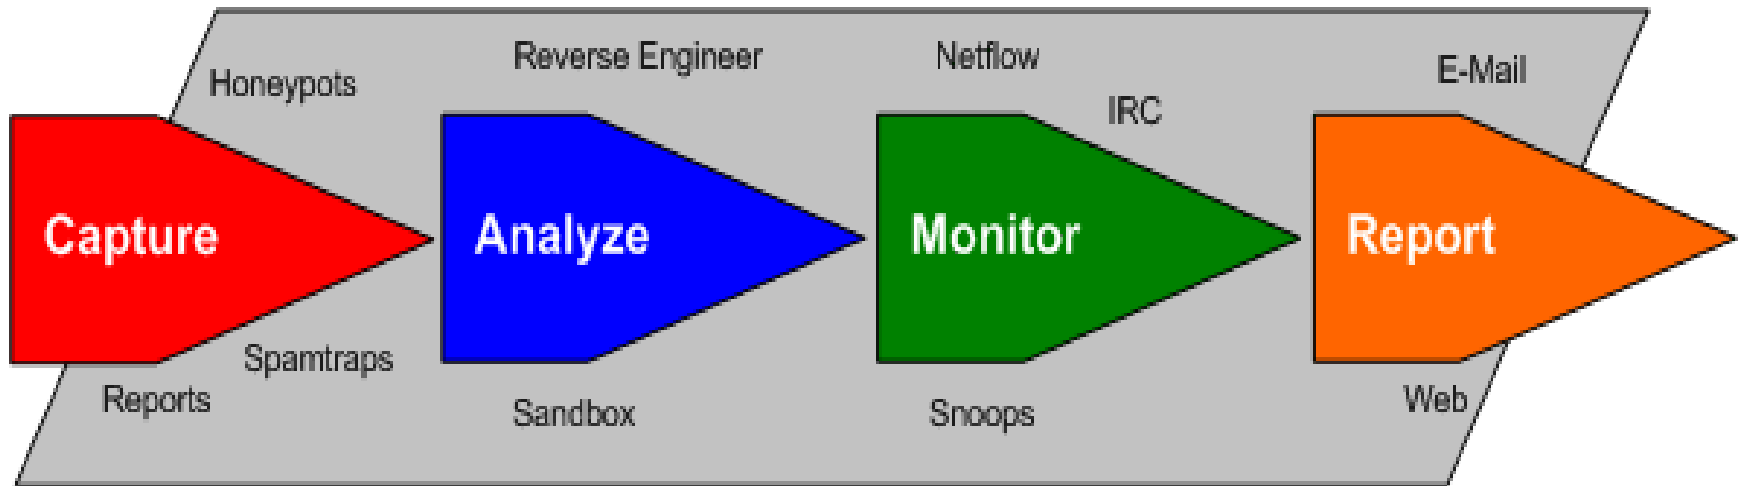 Reverse Engineer
Netflow
E-Mail
Honeypots
IRC
Capture
Analyze
Monitor
Report
Spamtraps
Reports
Sandbox
Snoops
Web